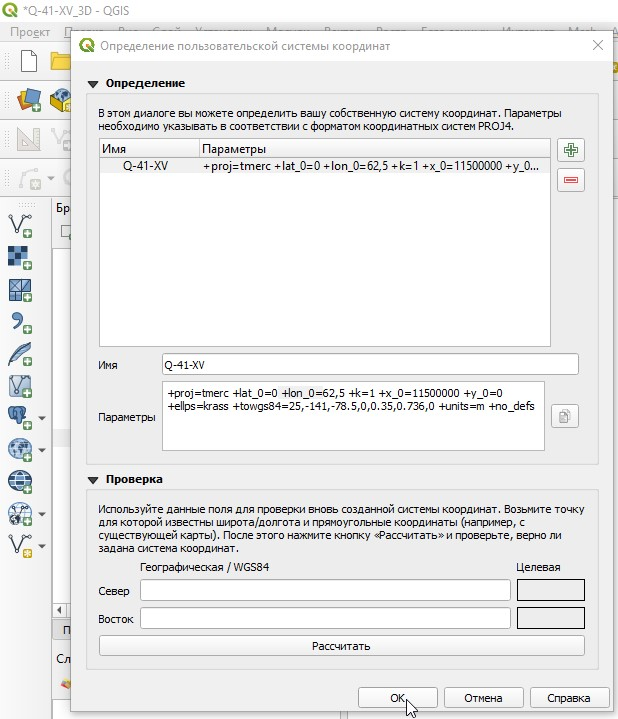 *Q-41-XV_3D - QGIS
Проект
Определение пользовательской системы координат
Определение
В этом диалоге вы можете определить вашу собственную систему координат. Параметры
необходимо указывать в соответствии с форматом координатных систем PROJ4.
Имя Параметры
Q-41-XV +proj=tmerc +lat_0=0 +lon_0=62,5 +k=1 +x_0=11500000 +y_0...
Имя Q-41-XV
+proj=tmerc +lat_0=0 +lon_0=62,5 +k=1 +x_0=11500000 +y_0=0
Параметры
+ellps=krass +towgs84=25,-141,-78.5,0,0.35,0.736,0 +units=m +no_defs
Проверка
Используйте данные поля для проверки вновь созданной системы координат. Возьмите точку
для которой известны широта/долгота и прямоугольные координаты (например, с
существующей карты). После этого нажмите кнопку «Рассчитать» и проверьте, верно ли
задана система координат.
Географическая / WGS84 Целевая
Север
Восток
Рассчитать
OK Отмена Справка